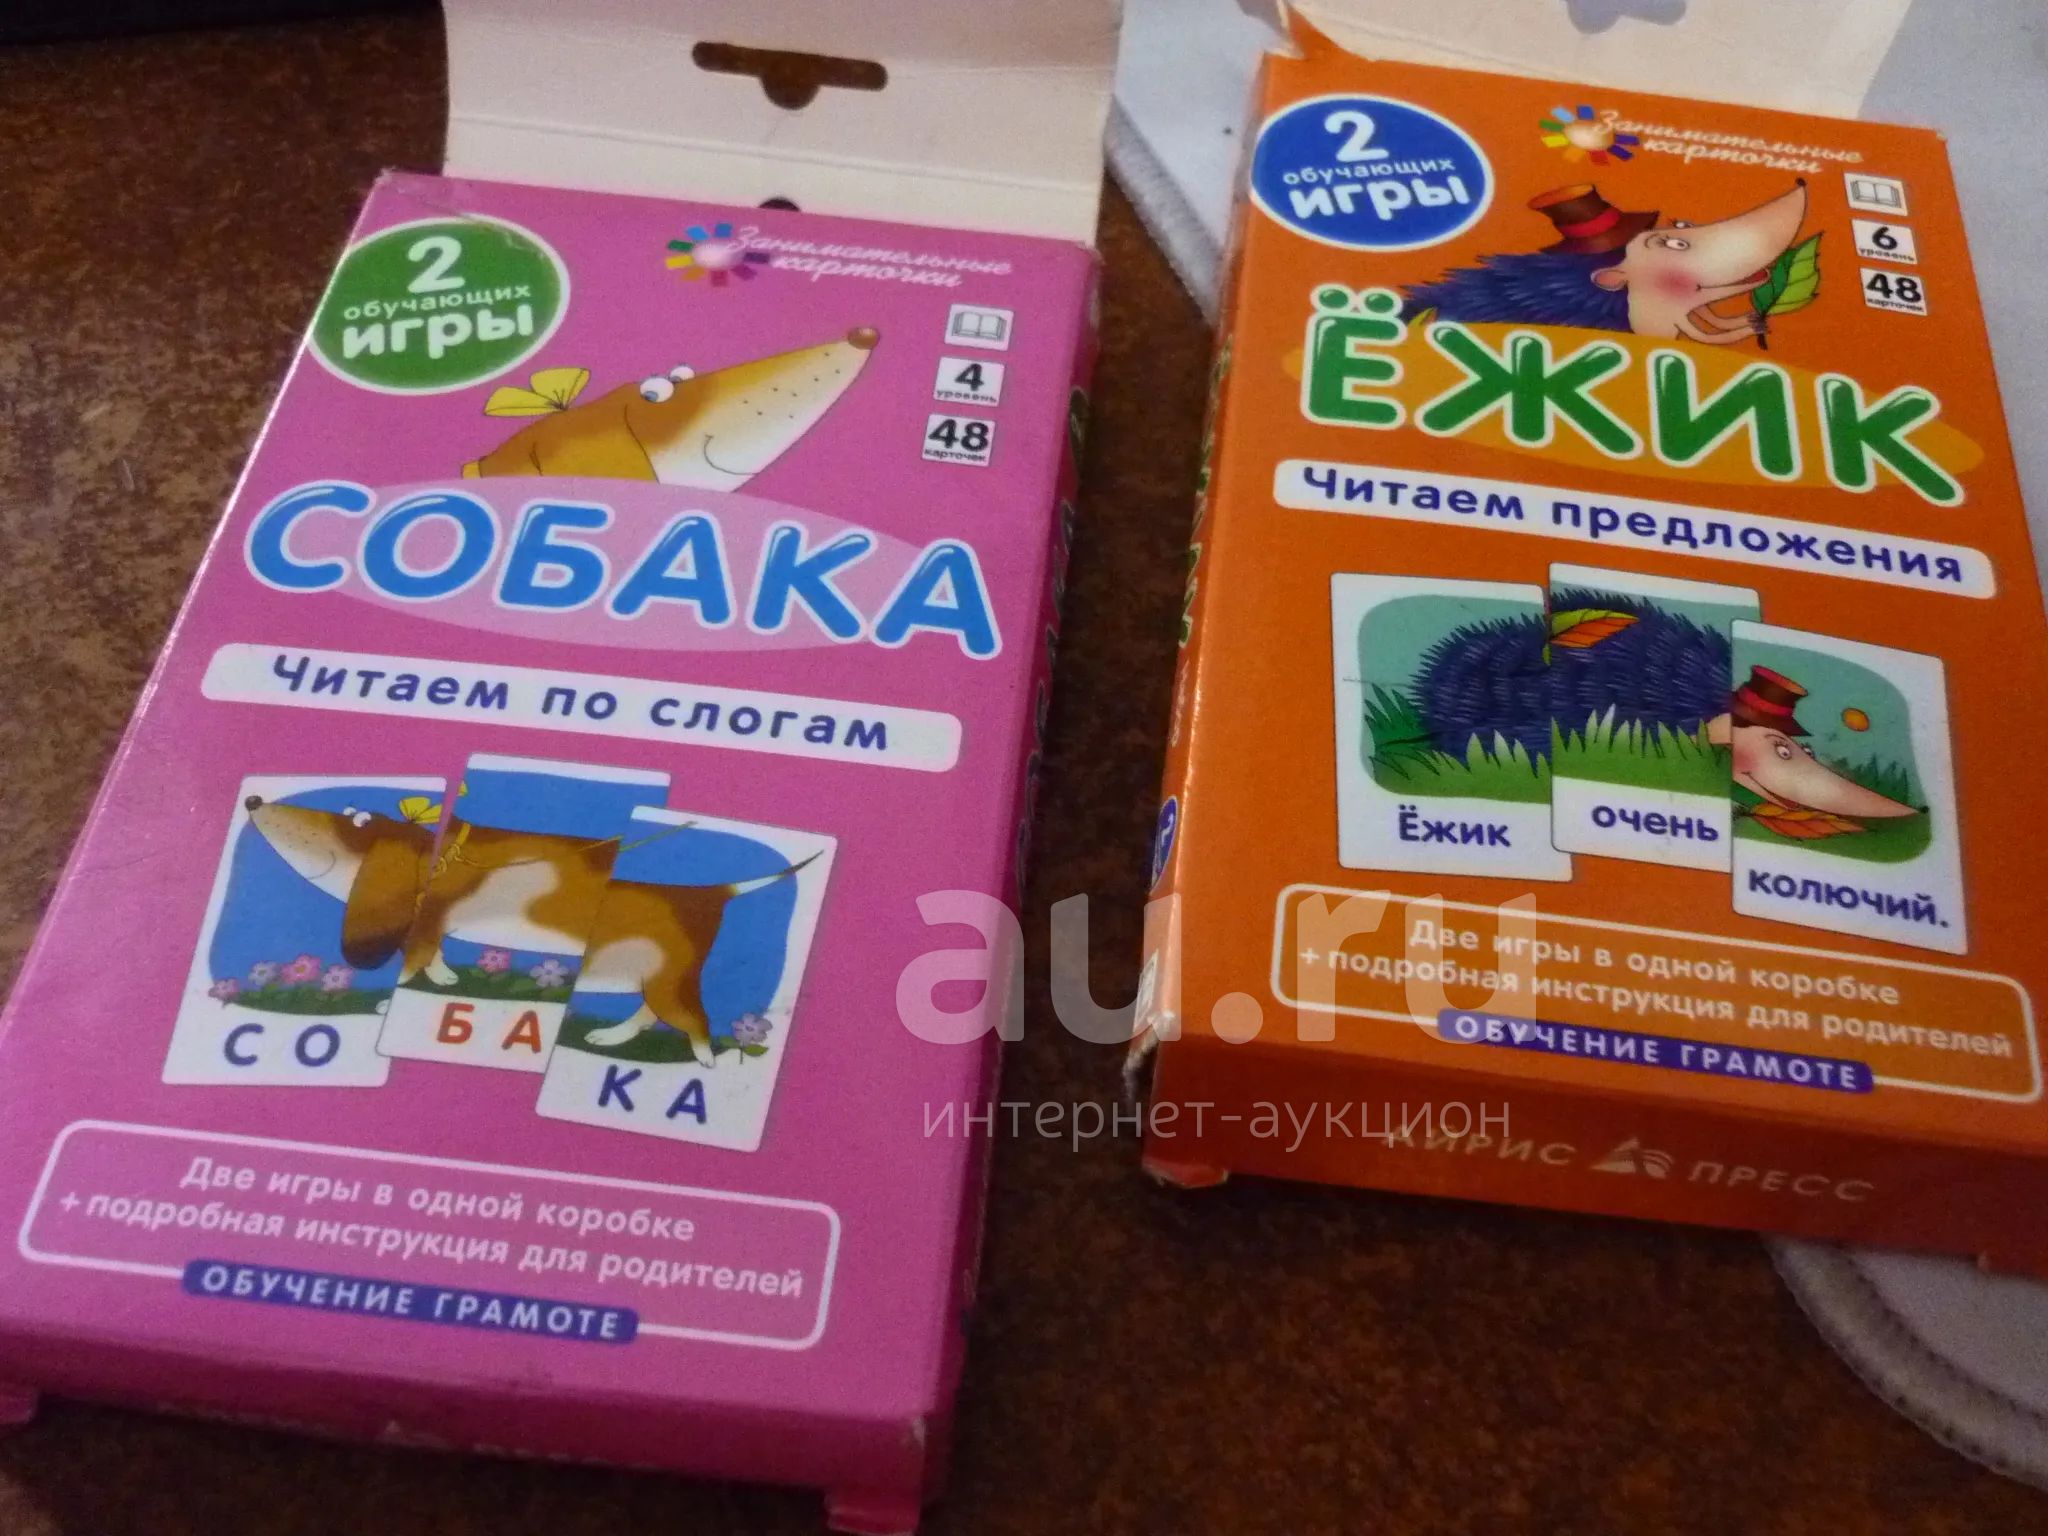 2
обучающих
игры
Занимательные
карточки
4
уровень
48
карточек
СОБАКА
Читаем по слогам
СО
БА
КА
Две игры в одной коробке
+подробная инструкция для родителей
ОБУЧЕНИЕ ГРАМОТЕ
2
обучающих
игры
Занимательные
карточки
6
уровень
48
карточек
ЁЖИК
Читаем предложения
Ёжик
очень
колючий.
Две игры в одной коробке
+подробная инструкция для родителей
ОБУЧЕНИЕ ГРАМОТЕ
АЙРИС ПРЕСС
au.ru
интернет-аукцион